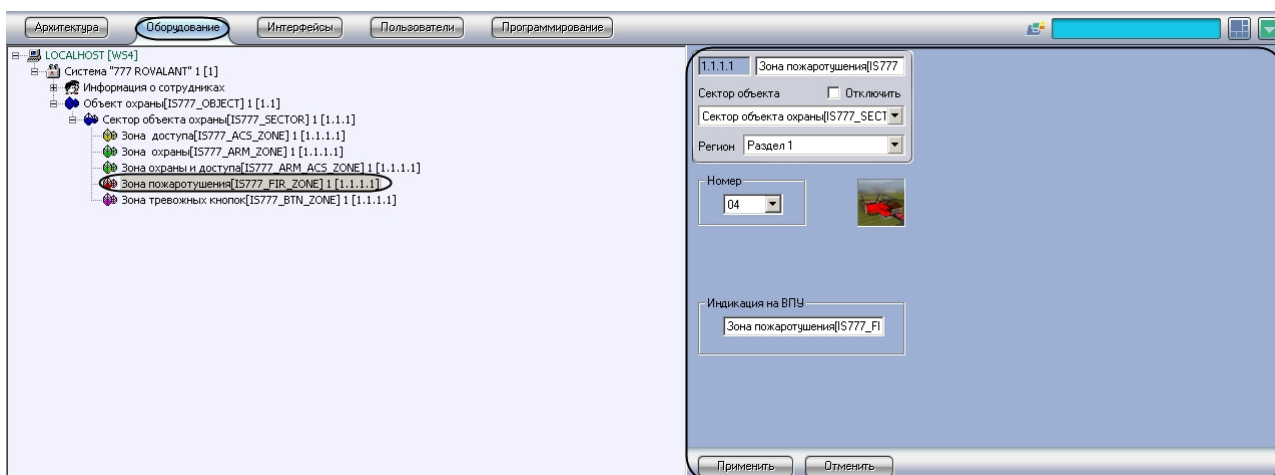 Архитектура Оборудование Интерфейсы Пользователи Программирование
LOCALHOST [WS4]
Система "777 ROVALANT" 1 [1]
Информация о сотрудниках
Объект охраны[IS777_OBJECT] 1 [1.1]
Сектор объекта охраны[IS777_SECTOR] 1 [1.1.1]
Зона доступа[IS777_ACS_ZONE] 1 [1.1.1.1]
Зона охраны[IS777_ARM_ZONE] 1 [1.1.1.1]
Зона охраны и доступа[IS777_ARM_ACS_ZONE] 1 [1.1.1.1]
Зона пожаротушения[IS777_FIR_ZONE] 1 [1.1.1.1]
Зона тревожных кнопок[IS777_BTN_ZONE] 1 [1.1.1.1]
1.1.1.1 Зона пожаротушения[IS777
Сектор объекта Отключить
Сектор объекта охраны[IS777_SECT
Регион Раздел 1
Номер
04
Индикация на ВПУ
Зона пожаротушения[IS777_FI
Применить Отменить